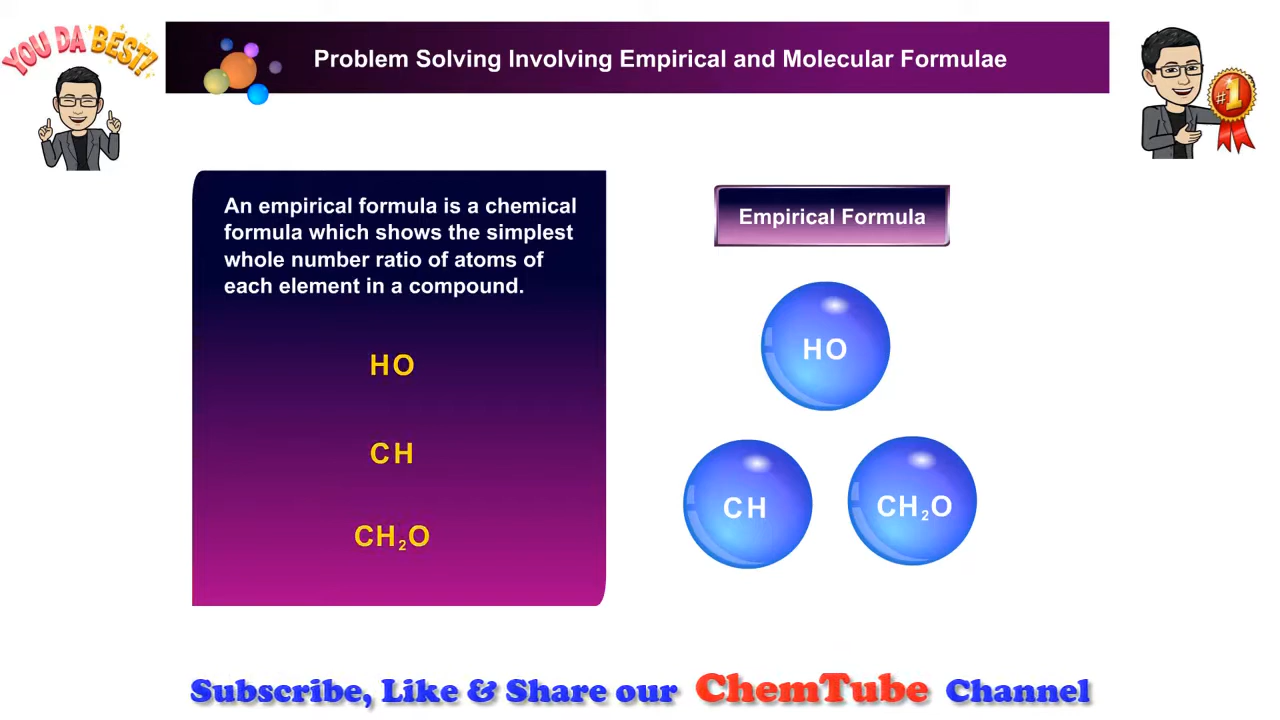 YOU DA BEST!
Problem Solving Involving Empirical and Molecular Formulae
#1
An empirical formula is a chemical
formula which shows the simplest
whole number ratio of atoms of
each element in a compound.
HO
CH
CH₂O
Empirical Formula
HO
CH
CH₂O
Subscribe, Like & Share our ChemTube Channel